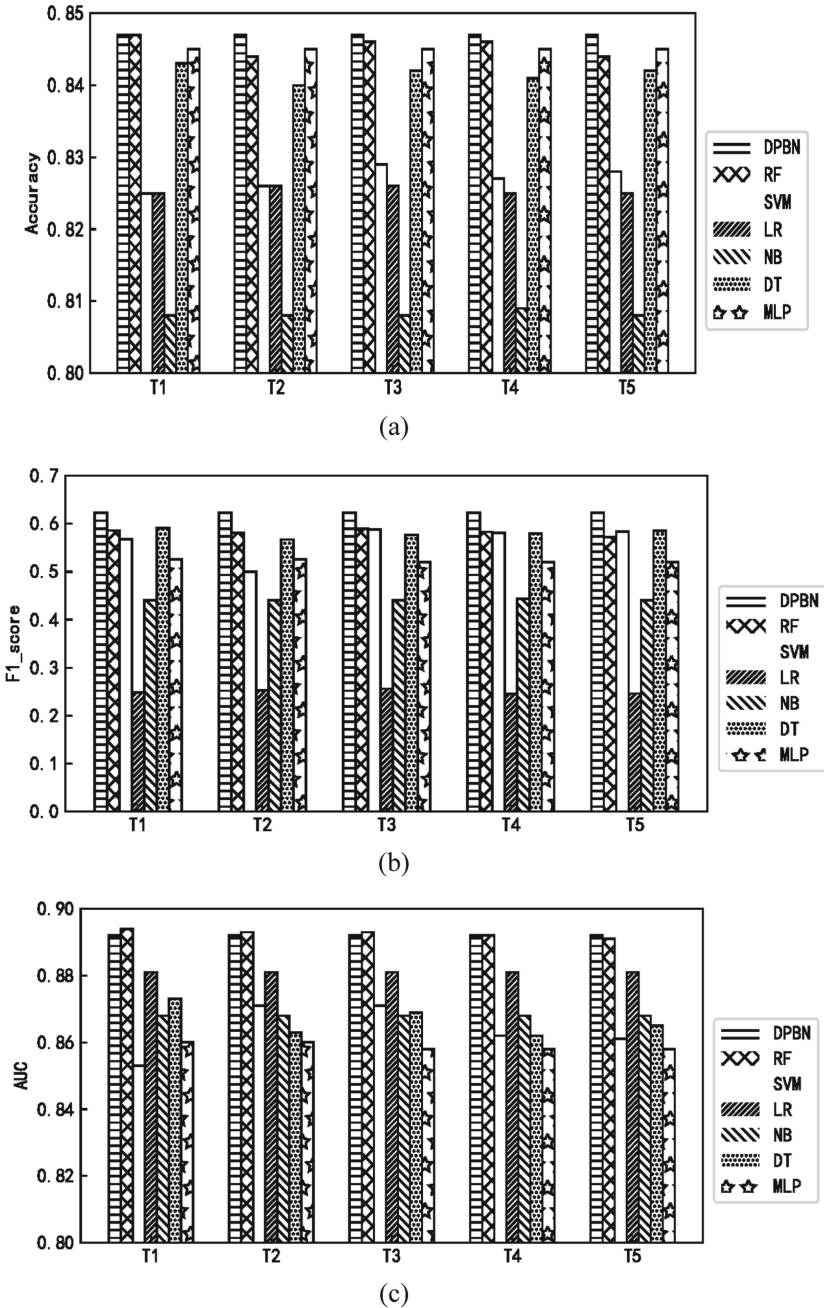 0.85
0.84
0.83
0.82
0.81
0.80
Accuracy
T1 T2 T3 T4 T5
DPBN
RF
SVM
LR
NB
DT
MLP
(a)
0.7
0.6
0.5
0.4
0.3
0.2
0.1
0.0
F1_score
T1 T2 T3 T4 T5
DPBN
RF
SVM
LR
NB
DT
MLP
(b)
0.90
0.88
0.86
0.84
0.82
0.80
AUC
T1 T2 T3 T4 T5
DPBN
RF
SVM
LR
NB
DT
MLP
(c)